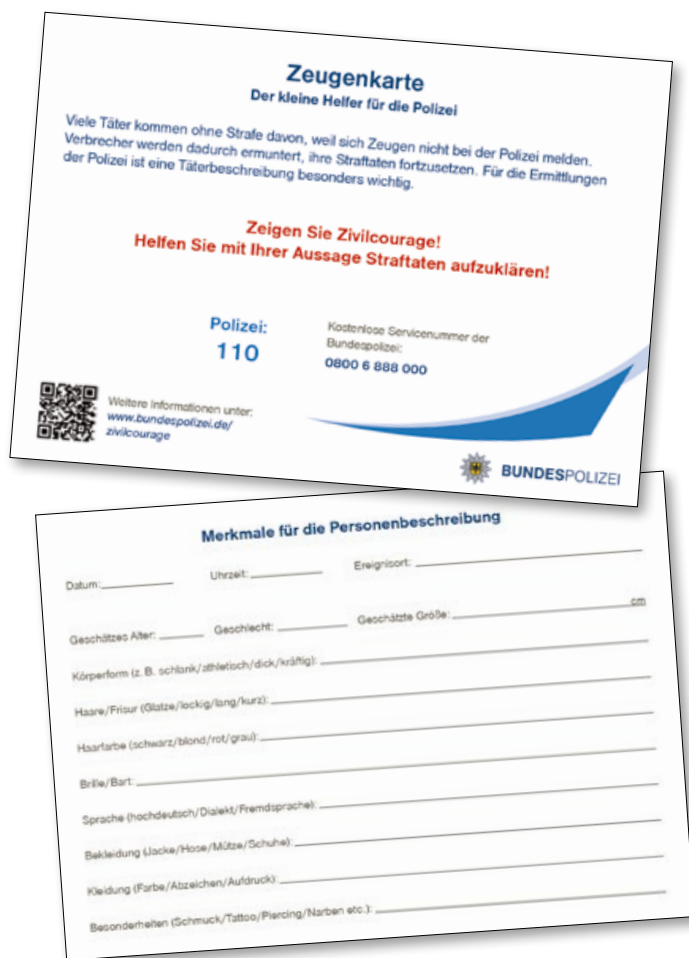 Zeugenkarte
Der kleine Helfer für die Polizei
Viele Täter kommen ohne Strafe davon, weil sich Zeugen nicht bei der Polizei melden.
Verbrecher werden dadurch ermuntert, ihre Straftaten fortzusetzen. Für die Ermittlungen
der Polizei ist eine Täterbeschreibung besonders wichtig.
Zeigen Sie Zivilcourage!
Helfen Sie mit Ihrer Aussage Straftaten aufzuklären!
Polizei:
110
Kostenlose Servicenummer der
Bundespolizei:
0800 6 888 000
Weitere Informationen unter:
www.bundespolizei.de/
zivilcourage
BUNDESPOLIZEI
Merkmale für die Personenbeschreibung
Datum: Uhrzeit: Ereignisort:
Geschätzes Alter: Geschlecht: Geschätzte Größe: cm
Körperform (z. B. schlank/athletisch/dick/kräftig):
Haare/Frisur (Glatze/lockig/lang/kurz):
Haarfarbe (schwarz/blond/rot/grau):
Brille/Bart:
Sprache (hochdeutsch/Dialekt/Fremdsprache):
Bekleidung (Jacke/Hose/Mütze/Schuhe):
Kleidung (Farbe/Abzeichen/Aufdruck):
Besonderheiten (Schmuck/Tattoo/Piercing/Narben etc.):